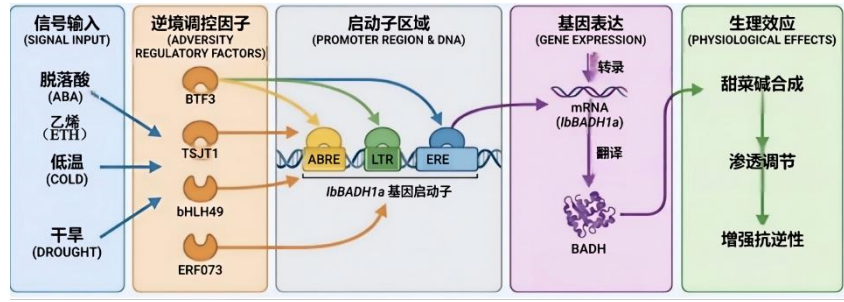 信号输入
(SIGNAL INPUT)
脱落酸
(ABA)
乙烯
(ETH)
低温
(COLD)
干旱
(DROUGHT)
逆境调控因子
(ADVERSITY
REGULATORY FACTORS)
BTF3
TSJT1
bHLH49
ERF073
启动子区域
(PROMOTER REGION & DNA)
ABRE
LTR
ERE
IbBADH1a 基因启动子
基因表达
(GENE EXPRESSION)
转录
mRNA
(IbBADH1a)
翻译
BADH
生理效应
(PHYSIOLOGICAL EFFECTS)
甜菜碱合成
渗透调节
增强抗逆性